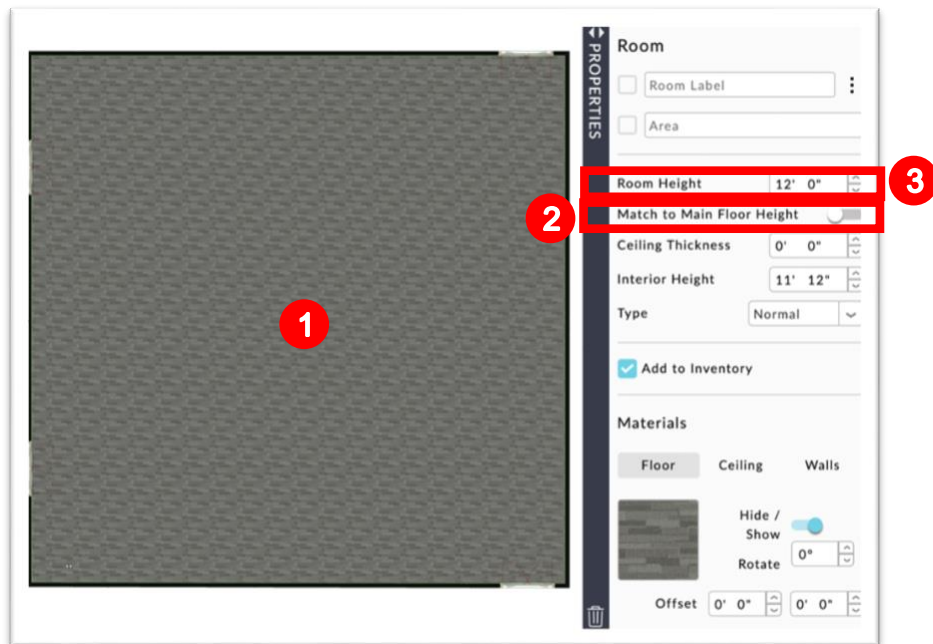 PROPERTIES
Room
Room Label
Area
Room Height 12' 0"
3
2
Match to Main Floor Height
Ceiling Thickness 0' 0"
Interior Height 11' 12"
1
Type Normal
Add to Inventory
Materials
Floor Ceiling Walls
Hide /
Show
Rotate 0°
Offset 0' 0" 0' 0"